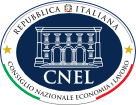 REPUBBLICA ITALIANA
CNEL
CONSIGLIO NAZIONALE ECONOMIA e LAVORO